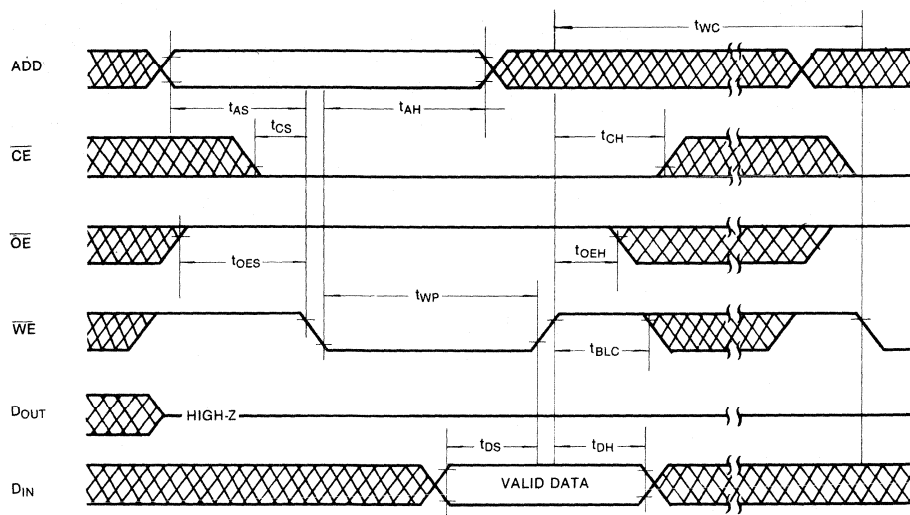 tWC
ADD
tAS
tAH
tCS
tCH
CE
OE
tOES
tOEH
tWP
WE
tBLC
DOUT
HIGH-Z
tDS
tDH
DIN
VALID DATA